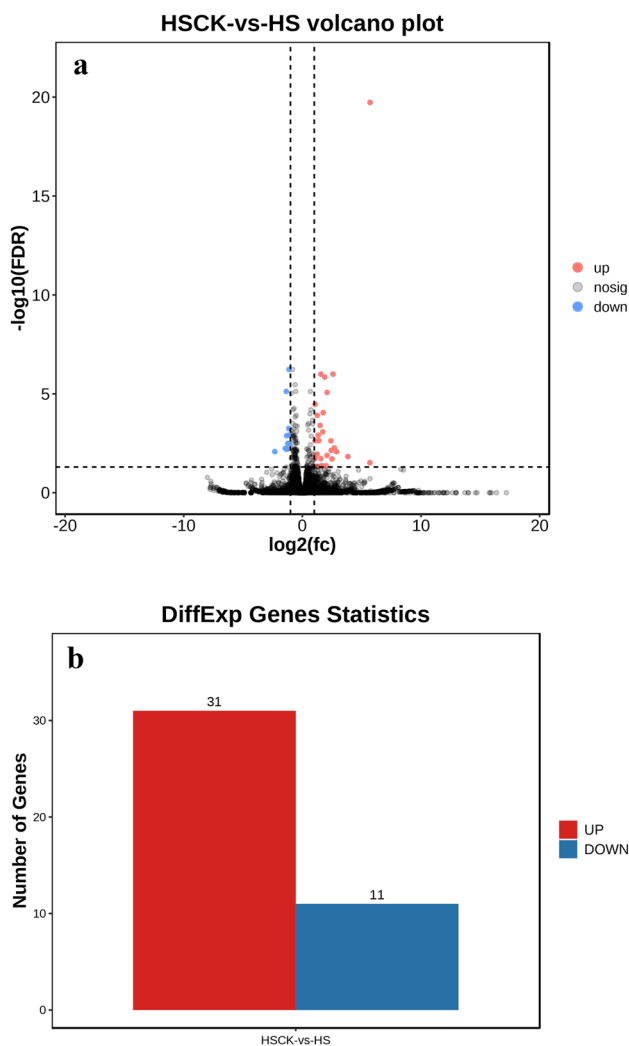 HSCK-vs-HS volcano plot
a
20
15
10
5
0
-log10(FDR)
-20 -10 0 10 20
log2(fc)
up
nosig
down
DiffExp Genes Statistics
b
31
11
30
20
10
0
Number of Genes
HSCK-vs-HS
UP
DOWN